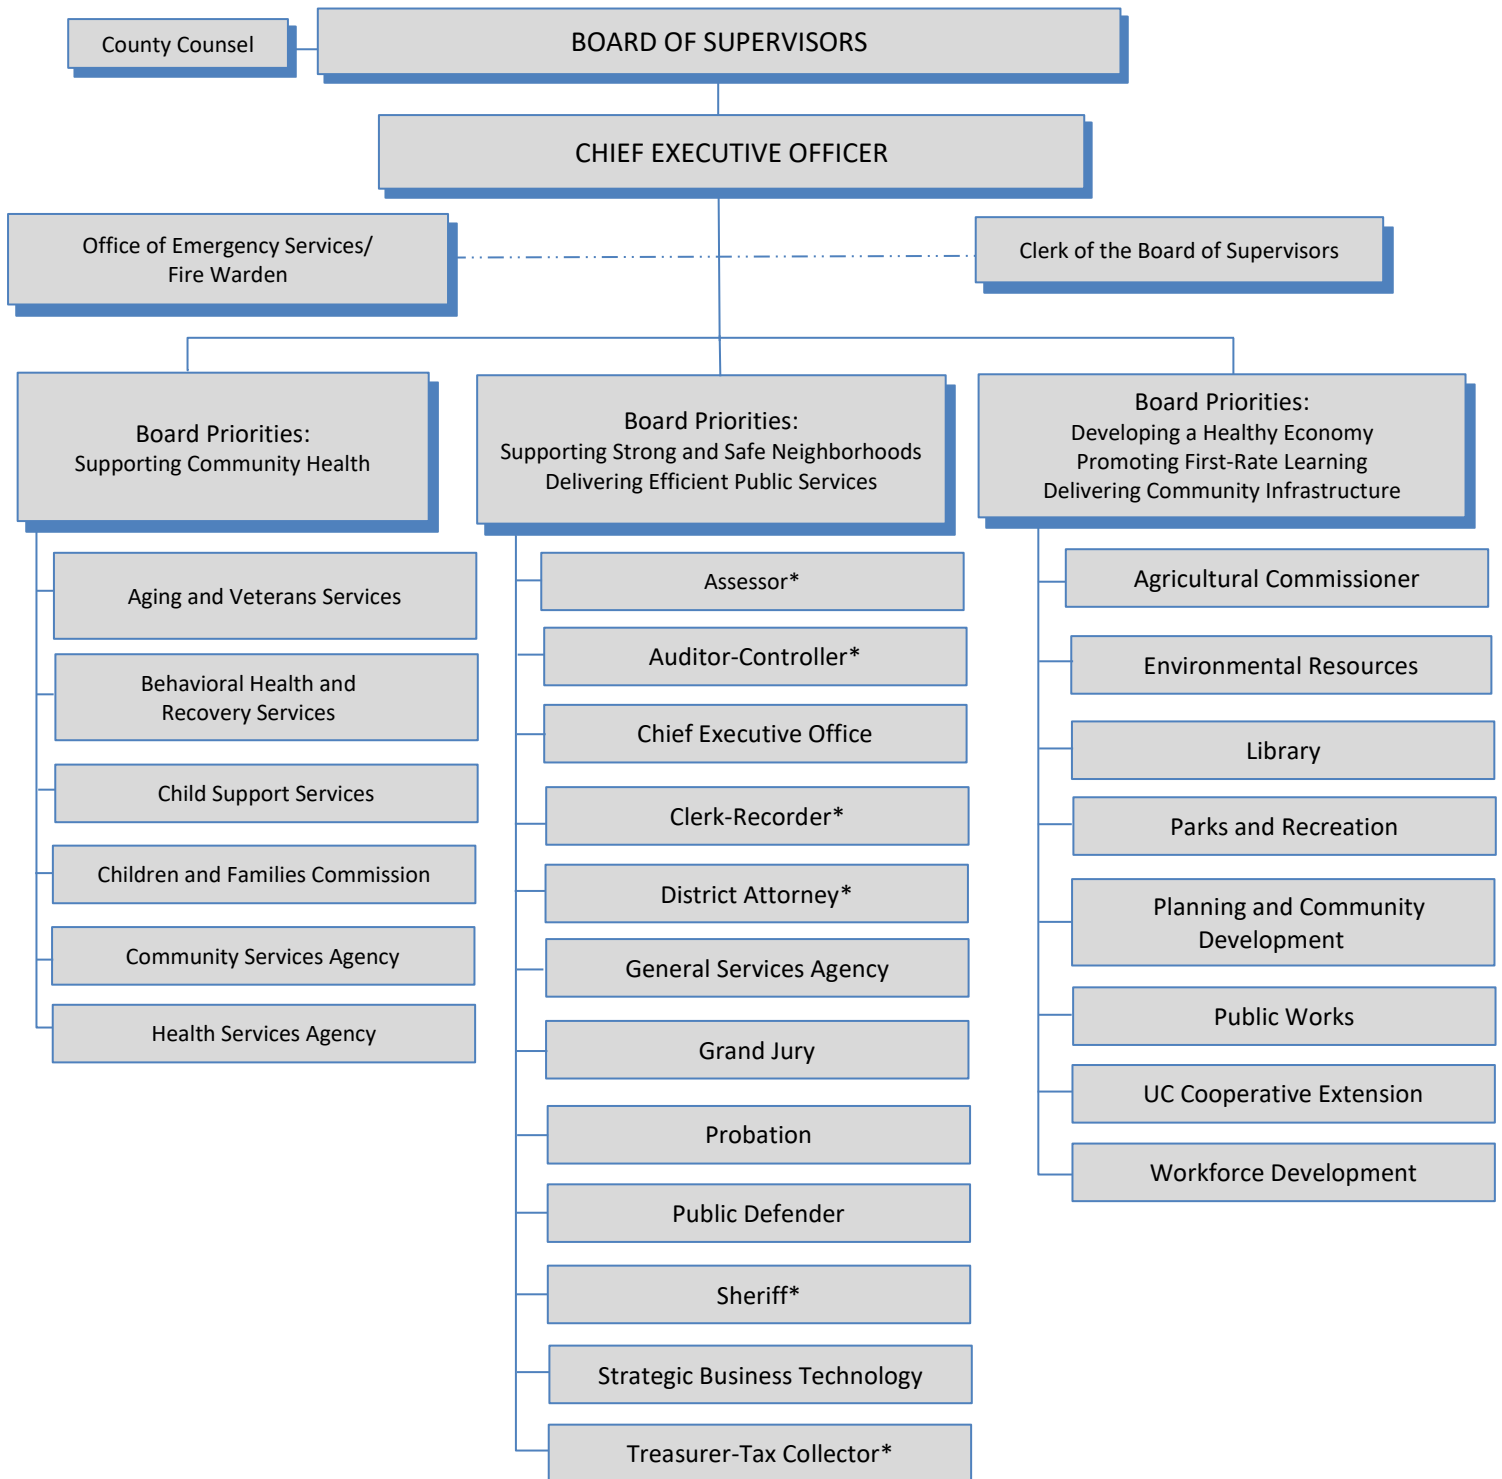 County Counsel
BOARD OF SUPERVISORS
CHIEF EXECUTIVE OFFICER
Office of Emergency Services/
Fire Warden
Clerk of the Board of Supervisors
Board Priorities:
Supporting Community Health
Aging and Veterans Services
Behavioral Health and
Recovery Services
Child Support Services
Children and Families Commission
Community Services Agency
Health Services Agency
Board Priorities:
Supporting Strong and Safe Neighborhoods
Delivering Efficient Public Services
Assessor*
Auditor-Controller*
Chief Executive Office
Clerk-Recorder*
District Attorney*
General Services Agency
Grand Jury
Probation
Public Defender
Sheriff*
Strategic Business Technology
Treasurer-Tax Collector*
Board Priorities:
Developing a Healthy Economy
Promoting First-Rate Learning
Delivering Community Infrastructure
Agricultural Commissioner
Environmental Resources
Library
Parks and Recreation
Planning and Community
Development
Public Works
UC Cooperative Extension
Workforce Development